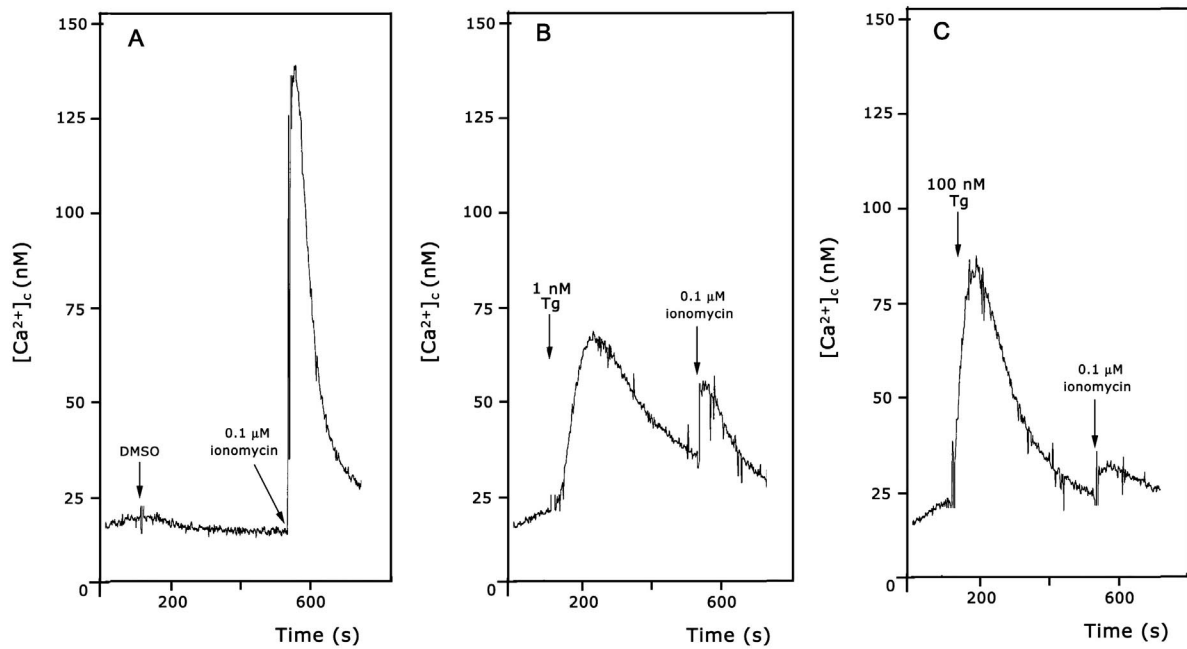 A
150
125
100
75
50
25
0
[Ca²⁺]c (nM)
DMSO
0.1 µM
ionomycin
200
600
Time (s)
B
150
125
100
75
50
25
0
[Ca²⁺]c (nM)
1 nM
Tg
0.1 µM
ionomycin
200
600
Time (s)
C
150
125
100
75
50
25
0
[Ca²⁺]c (nM)
100 nM
Tg
0.1 µM
ionomycin
200
600
Time (s)